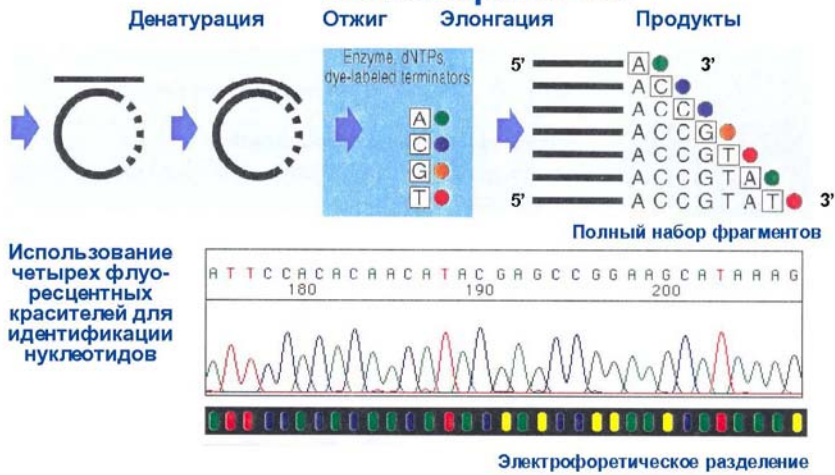 Денатурация Отжиг Элонгация Продукты
Enzyme, dNTPs,
dye-labeled terminators
A
C
G
T
5’ A 3’
A C
A C C
A C C G
A C C G T
A C C G T A
5’ A C C G T A T 3’
Полный набор фрагментов
Использование
четырех флуо-
ресцентных
красителей для
идентификации
нуклеотидов
A T T C C A C A C A A C A T A C G A G C C G G A A G C A T A A A G
180 190 200
Электрофоретическое разделение